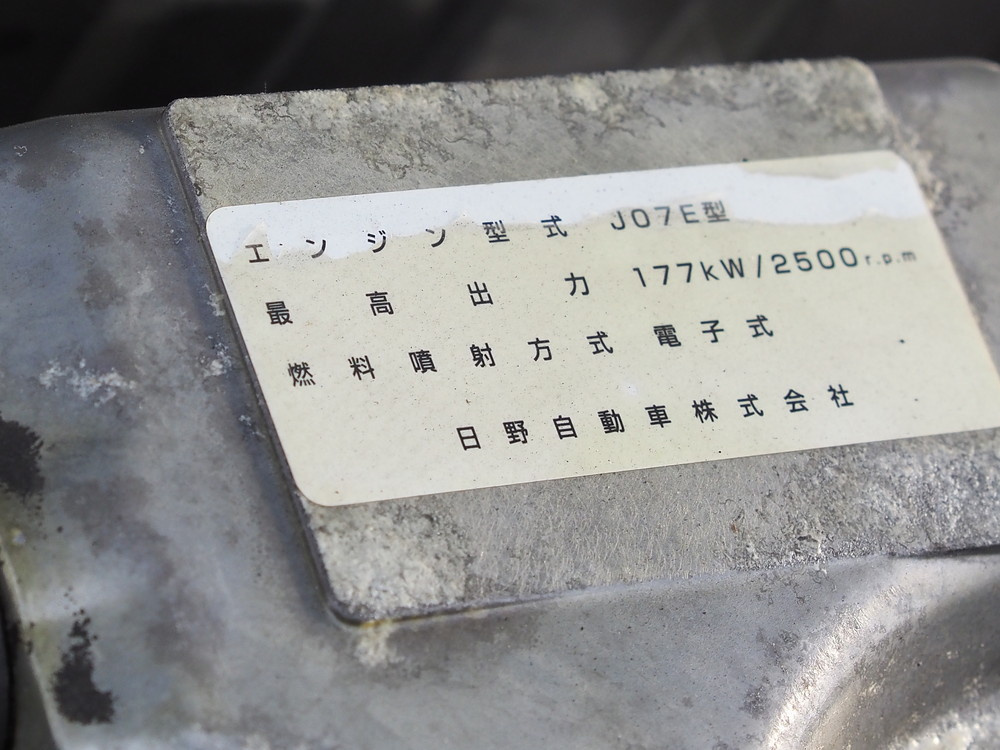 エンジン型式 J07E型
最高出力 177kW/2500r.p.m
燃料噴射方式 電子式
日野自動車株式会社